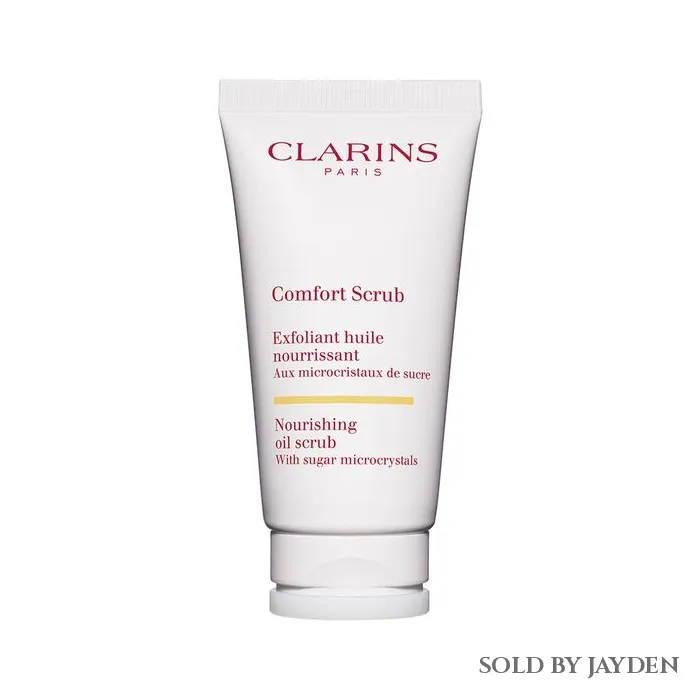 CLARINS
PARIS
Comfort Scrub
Exfoliant huile
nourrissant
Aux microcristaux de sucre
Nourishing
oil scrub
With sugar microcrystals
SOLD BY JAYDEN